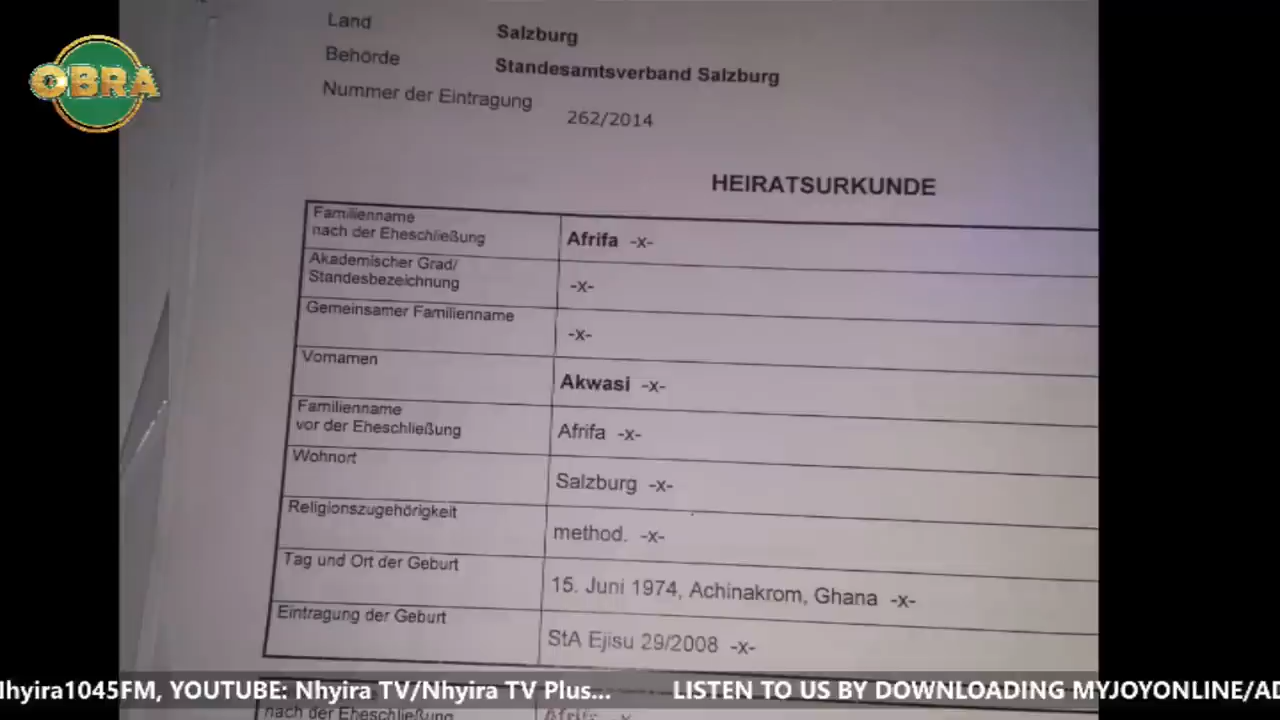 OBRA
Land
Salzburg
Behörde
Standesamtsverband Salzburg
Nummer der Eintragung
262/2014
HEIRATSURKUNDE
Familienname
nach der Eheschließung
Afrifa -x-
Akademischer Grad/
Standesbezeichnung
-x-
Gemeinsamer Familienname
-x-
Vornamen
Akwasi -x-
Familienname
vor der Eheschließung
Afrifa -x-
Wohnort
Salzburg -x-
Religionszugehörigkeit
method. -x-
Tag und Ort der Geburt
15. Juni 1974, Achinakrom, Ghana -x-
Eintragung der Geburt
StA Ejisu 29/2008 -x-
Nhyira1045FM, YOUTUBE: Nhyira TV/Nhyira TV Plus... LISTEN TO US BY DOWNLOADING MYJOYONLINE/AD
nach der Eheschließung
Afrifa -x-